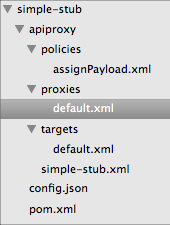 simple-stub
apiproxy
policies
assignPayload.xml
proxies
default.xml
targets
default.xml
simple-stub.xml
config.json
pom.xml